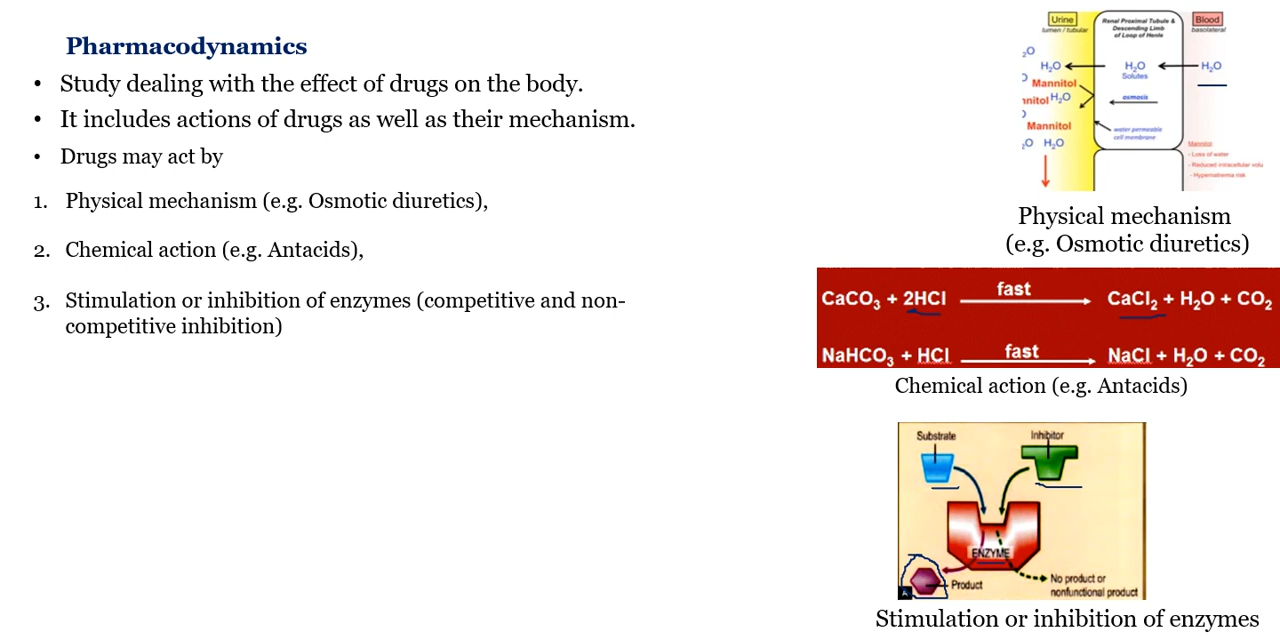 Pharmacodynamics
• Study dealing with the effect of drugs on the body.
• It includes actions of drugs as well as their mechanism.
• Drugs may act by
1. Physical mechanism (e.g. Osmotic diuretics),
2. Chemical action (e.g. Antacids),
3. Stimulation or inhibition of enzymes (competitive and non-
competitive inhibition)
Urine
lumen / tubular
Renal Proximal Tubule &
Descending Limb
of Loop of Henle
Blood
basolateral
₂O
H₂O
H₂O
Solutes
H₂O
Mannitol
nnitol
H₂O
osmosis
Mannitol
water permeable
cell membrane
₂O H₂O
Mannitol
- Loss of water
- Reduced intracellular volu
- Hypernatremia risk
Physical mechanism
(e.g. Osmotic diuretics)
CaCO₃ + 2HCl fast CaCl₂ + H₂O + CO₂
NaHCO₃ + HCl fast NaCl + H₂O + CO₂
Chemical action (e.g. Antacids)
Substrate
Inhibitor
ENZYME
Product
No product or
nonfunctional product
A
Stimulation or inhibition of enzymes